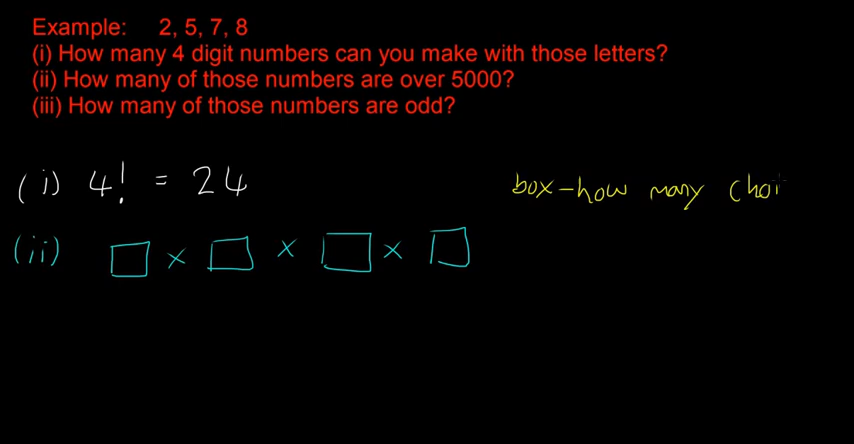 Example: 2, 5, 7, 8
(i) How many 4 digit numbers can you make with those letters?
(ii) How many of those numbers are over 5000?
(iii) How many of those numbers are odd?
(i) 4! = 24
box - how many choi
(ii) □ × □ × □ × □